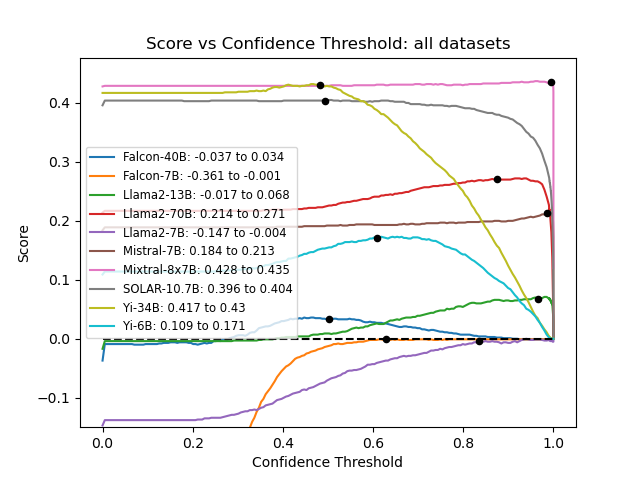 Score vs Confidence Threshold: all datasets
Score
0.4
0.3
0.2
0.1
0.0
−0.1
Falcon-40B: -0.037 to 0.034
Falcon-7B: -0.361 to -0.001
Llama2-13B: -0.017 to 0.068
Llama2-70B: 0.214 to 0.271
Llama2-7B: -0.147 to -0.004
Mistral-7B: 0.184 to 0.213
Mixtral-8x7B: 0.428 to 0.435
SOLAR-10.7B: 0.396 to 0.404
Yi-34B: 0.417 to 0.43
Yi-6B: 0.109 to 0.171
0.0 0.2 0.4 0.6 0.8 1.0
Confidence Threshold